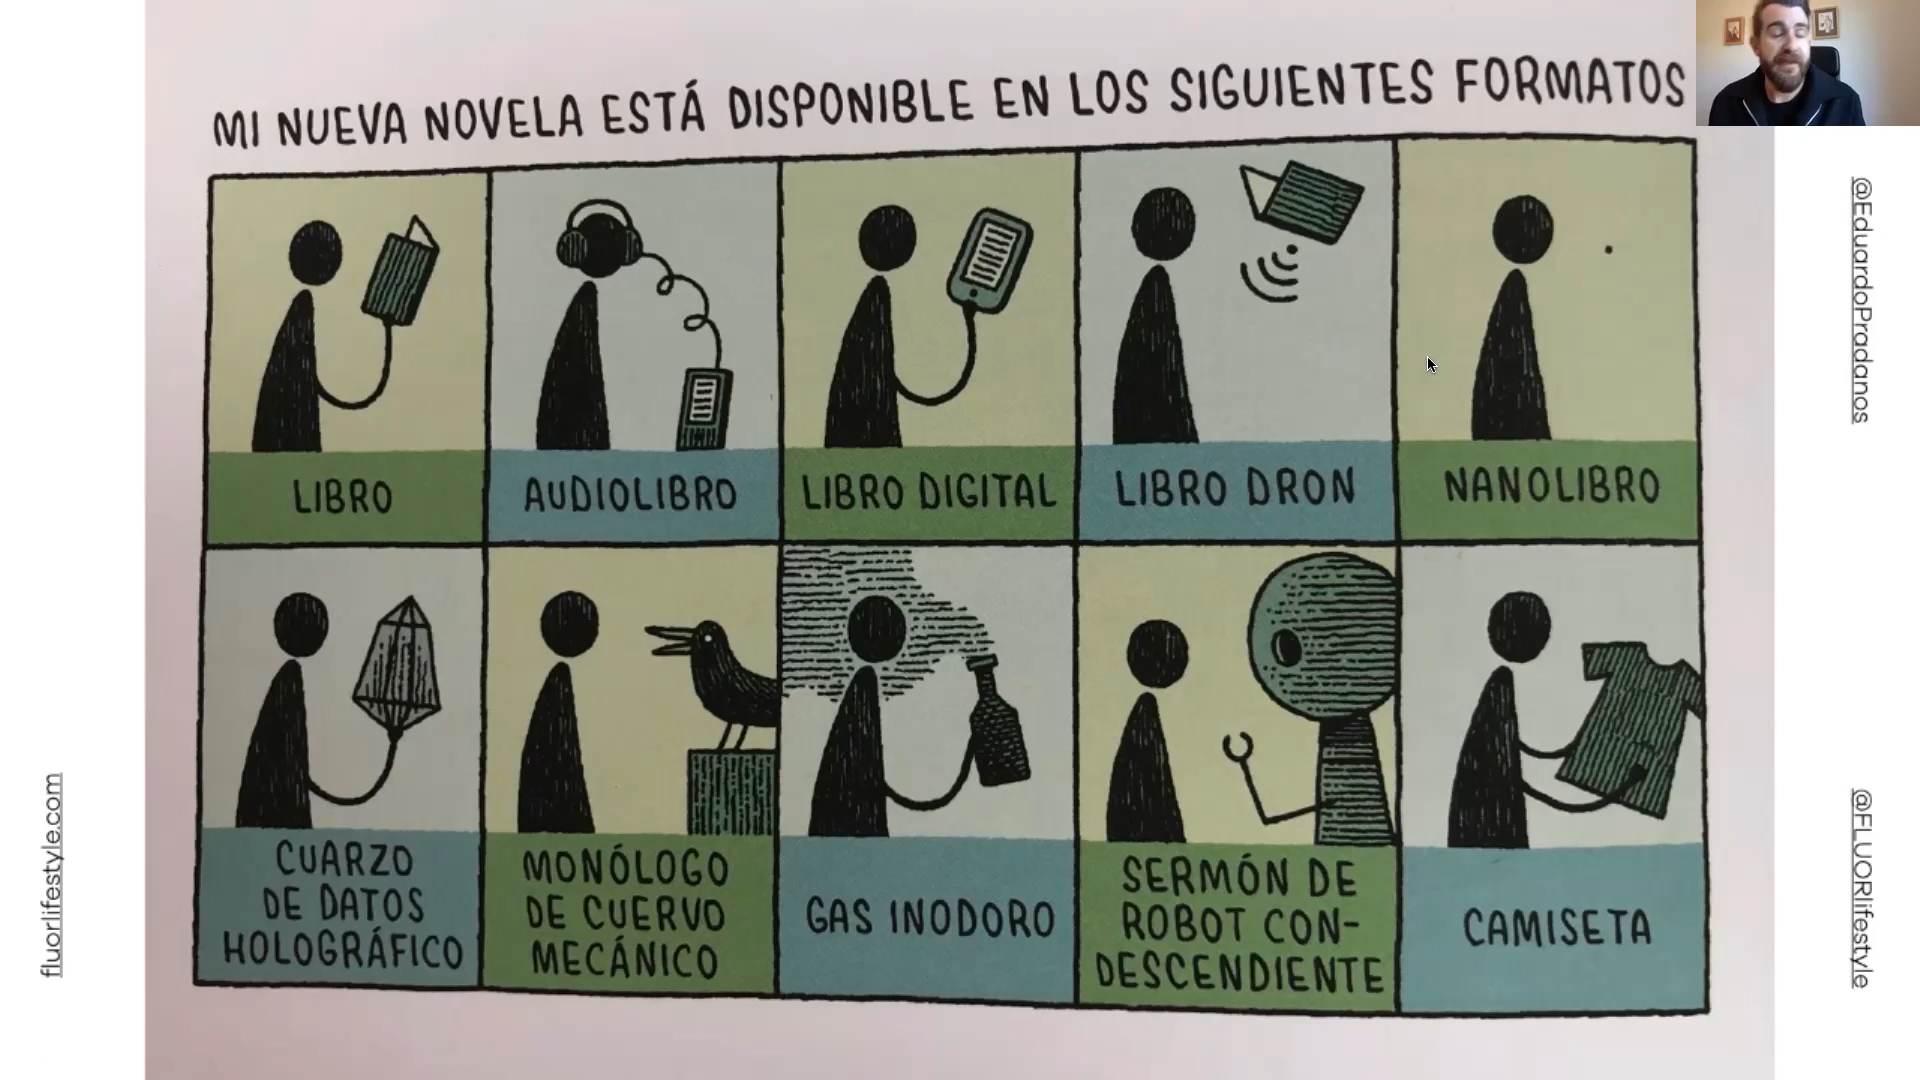 MI NUEVA NOVELA ESTÁ DISPONIBLE EN LOS SIGUIENTES FORMATOS
LIBRO
AUDIOLIBRO
LIBRO DIGITAL
LIBRO DRON
NANOLIBRO
CUARZO
DE DATOS
HOLOGRÁFICO
MONÓLOGO
DE CUERVO
MECÁNICO
GAS INODORO
SERMÓN DE
ROBOT CON-
DESCENDIENTE
CAMISETA
@EduardoPradanos
@FLUORlifestyle
fluorlifestyle.com